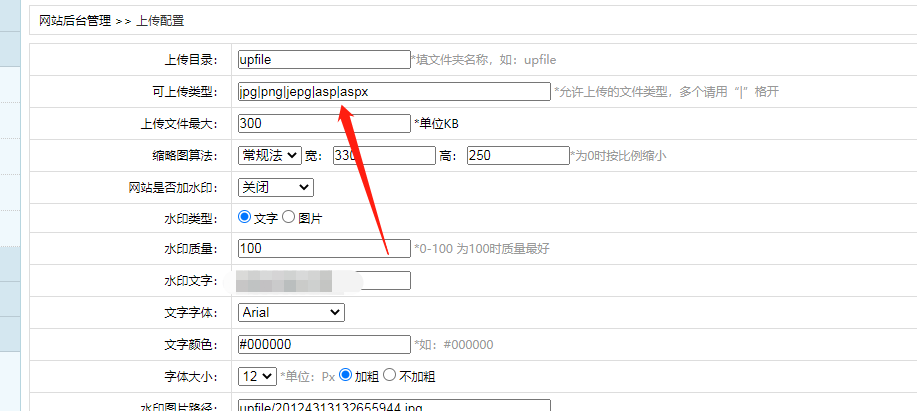 网站后台管理 >> 上传配置
上传目录： upfile *填文件夹名称，如：upfile
可上传类型： jpg|png|jepg|asp|aspx *允许上传的文件类型，多个请用“|”格开
上传文件最大： 300 *单位KB
缩略图算法： 常规法 宽： 330 高： 250 *为0时按比例缩小
网站是否加水印： 关闭
水印类型： 文字 图片
水印质量： 100 *0-100 为100时质量最好
水印文字：
文字字体： Arial
文字颜色： #000000 *如：#000000
字体大小： 12 *单位：Px 加粗 不加粗
水印图片路径： upfile/20124313132655944.jpg